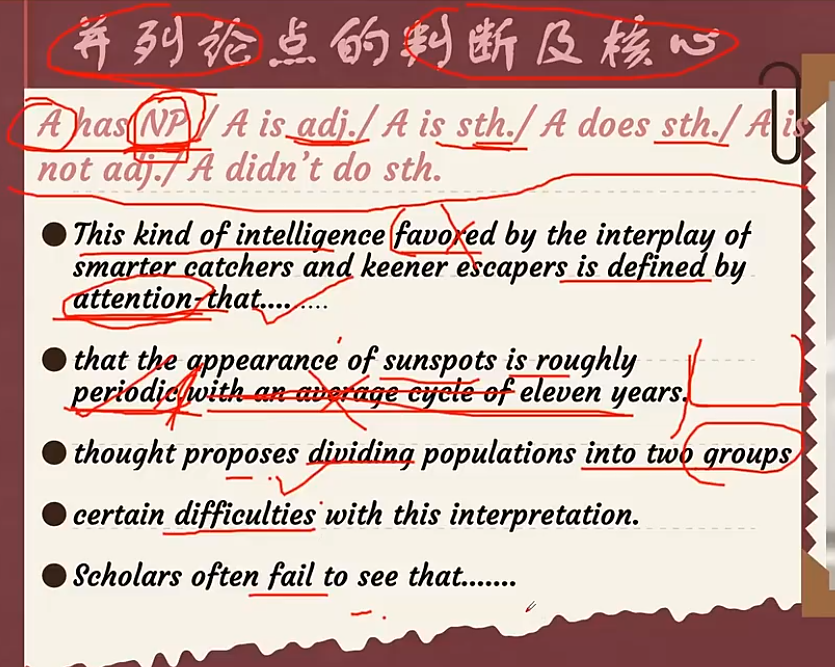 并列论点的判断及核心
A has NP / A is adj./ A is sth./ A does sth./ A is
not adj./ A didn't do sth.
This kind of intelligence favored by the interplay of
smarter catchers and keener escapers is defined by
attention-that.... ....
that the appearance of sunspots is roughly
periodic with an average cycle of eleven years.
thought proposes dividing populations into two groups
certain difficulties with this interpretation.
Scholars often fail to see that.......